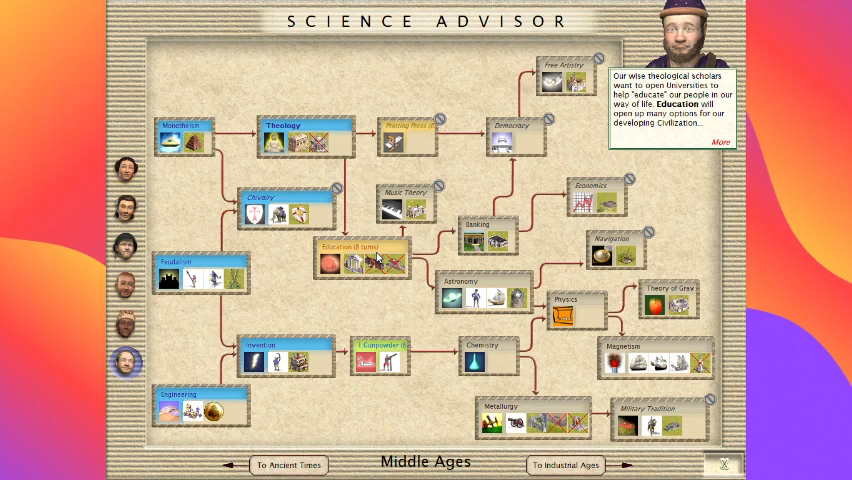 SCIENCE ADVISOR
Our wise theological scholars
want to open Universities to
help "educate" our people in our
way of life. Education will
open up many options for our
developing Civilization...
More
Free Artistry
Monotheism
Theology
Printing Press (8
Democracy
Chivalry
Music Theory
Economics
Banking
Feudalism
Education (8 turns)
Navigation
Astronomy
Physics
Theory of Grav
Invention
1:Gunpowder (8
Chemistry
Magnetism
Engineering
Metallurgy
Military Tradition
To Ancient Times
Middle Ages
To Industrial Ages
X